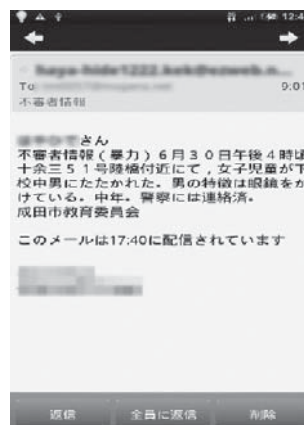 12:4
To
9:01
不審者情報
さん
不審者情報(暴力)6月30日午後4時頃
十余三51号陸橋付近にて,女子児童が下
校中男にたたかれた。男の特徴は眼鏡をか
けている。中年。警察には連絡済。
成田市教育委員会
このメールは17:40に配信されています
返信 全員に返信 削除